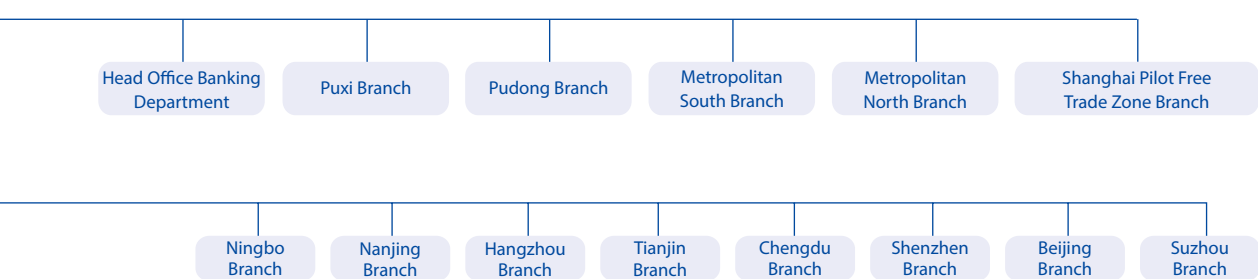 Head Office Banking
Department
Puxi Branch
Pudong Branch
Metropolitan
South Branch
Metropolitan
North Branch
Shanghai Pilot Free
Trade Zone Branch
Ningbo
Branch
Nanjing
Branch
Hangzhou
Branch
Tianjin
Branch
Chengdu
Branch
Shenzhen
Branch
Beijing
Branch
Suzhou
Branch